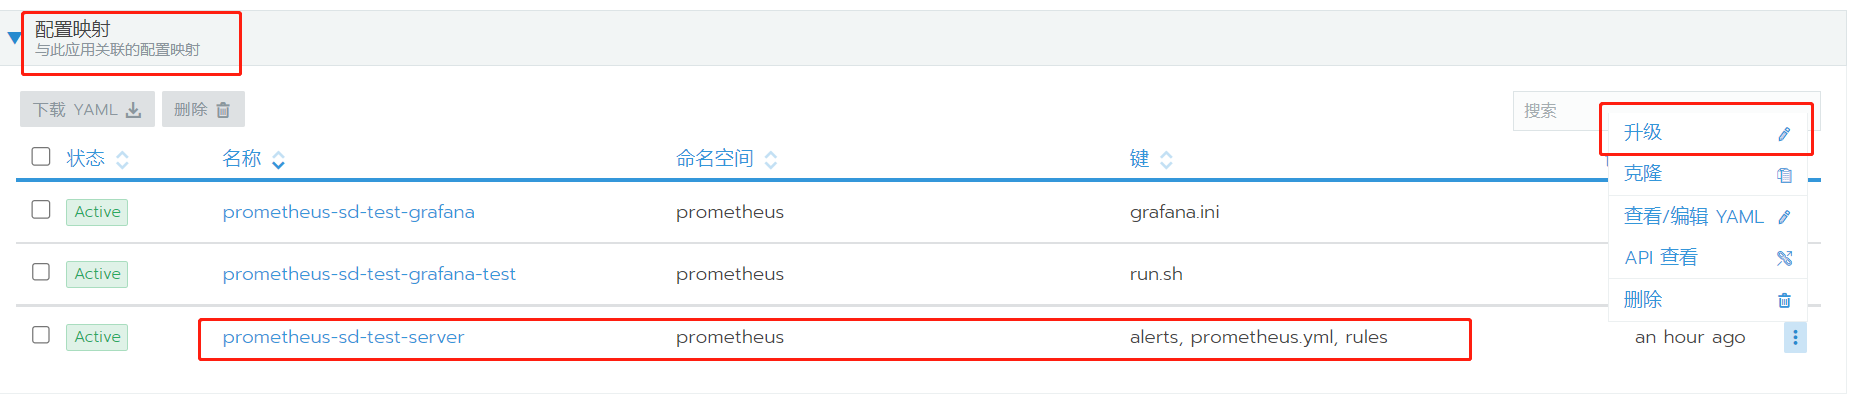 配置映射
与此应用关联的配置映射
下载 YAML 删除
搜索
升级
状态 名称 命名空间 键
克隆
Active prometheus-sd-test-grafana prometheus grafana.ini
查看/编辑 YAML
API 查看
Active prometheus-sd-test-grafana-test prometheus run.sh
删除
Active prometheus-sd-test-server prometheus alerts, prometheus.yml, rules an hour ago